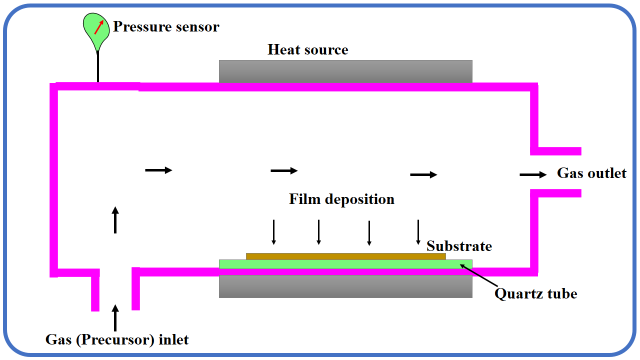 Pressure sensor
Heat source
Gas outlet
Film deposition
Substrate
Quartz tube
Gas (Precursor) inlet